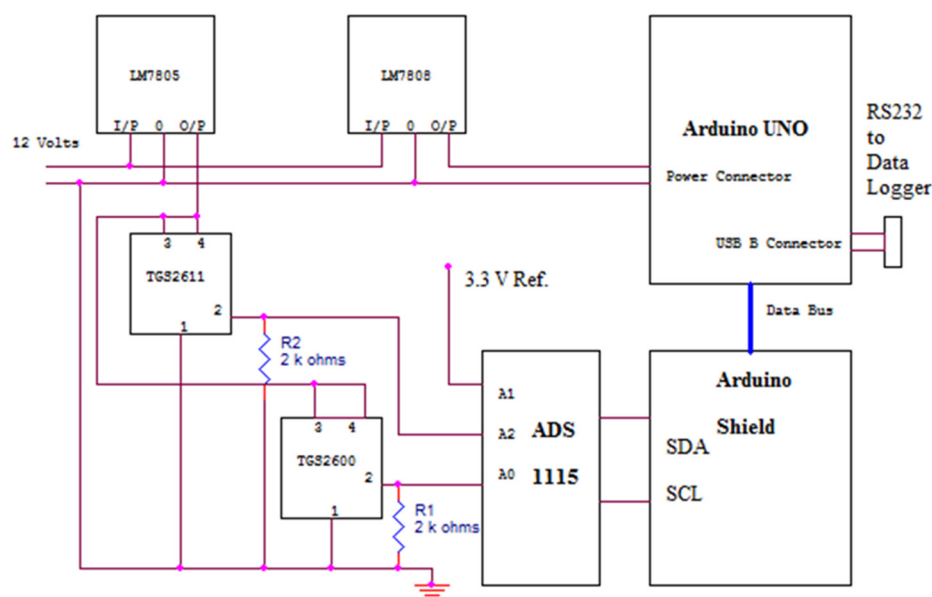 LM7805
I/P 0 O/P
LM7808
I/P 0 O/P
12 Volts
Arduino UNO
Power Connector
USB B Connector
RS232
to
Data
Logger
3 4
TGS2611
2
1
3.3 V Ref.
Data Bus
R2
2 k ohms
3 4
TGS2600
2
1
R1
2 k ohms
A1
A2
A0
ADS
1115
Arduino
Shield
SDA
SCL